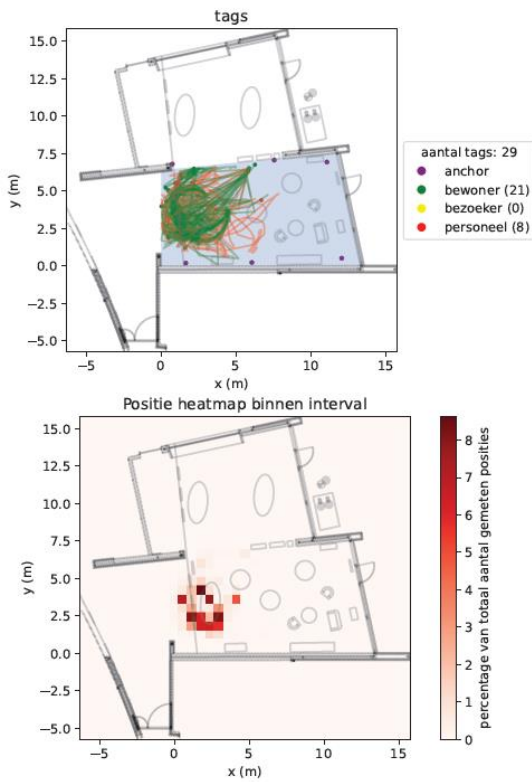 tags
15.0
12.5
10.0
7.5
5.0
2.5
0.0
−2.5
−5.0
y (m)
−5 0 5 10 15
x (m)
aantal tags: 29
anchor
bewoner (21)
bezoeker (0)
personeel (8)
Positie heatmap binnen interval
15.0
12.5
10.0
7.5
5.0
2.5
0.0
−2.5
−5.0
y (m)
−5 0 5 10 15
x (m)
8
7
6
5
4
3
2
1
0
percentage van totaal aantal gemeten posities